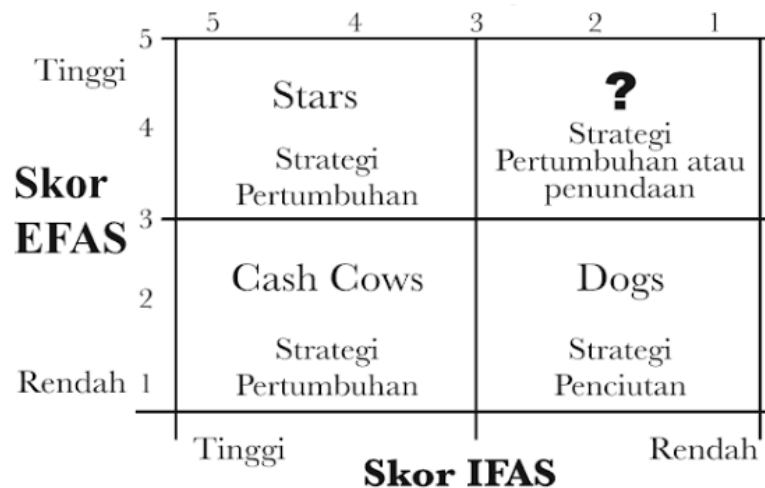 5 4 3 2 1
5
Tinggi
Stars
?
4
Strategi
Pertumbuhan
Strategi
Pertumbuhan atau
penundaan
Skor
EFAS
3
Cash Cows
Dogs
2
Strategi
Pertumbuhan
Strategi
Penciutan
Rendah 1
Tinggi
Rendah
Skor IFAS